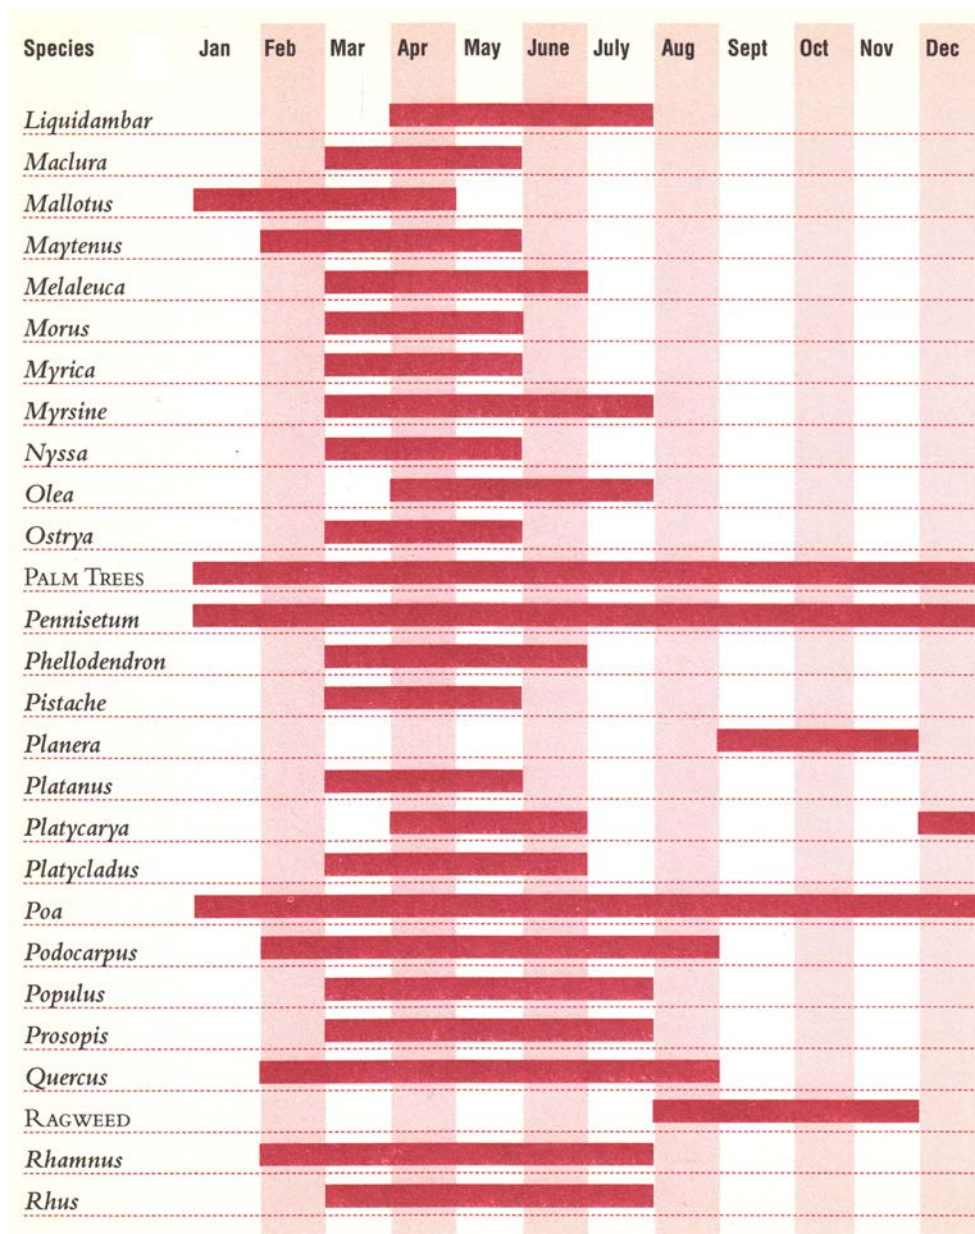 Species Jan Feb Mar Apr May June July Aug Sept Oct Nov Dec
Liquidambar
Maclura
Mallotus
Maytenus
Melaleuca
Morus
Myrica
Myrsine
Nyssa
Olea
Ostrya
PALM TREES
Pennisetum
Phellodendron
Pistache
Planera
Platanus
Platycarya
Platycladus
Poa
Podocarpus
Populus
Prosopis
Quercus
RAGWEED
Rhamnus
Rhus